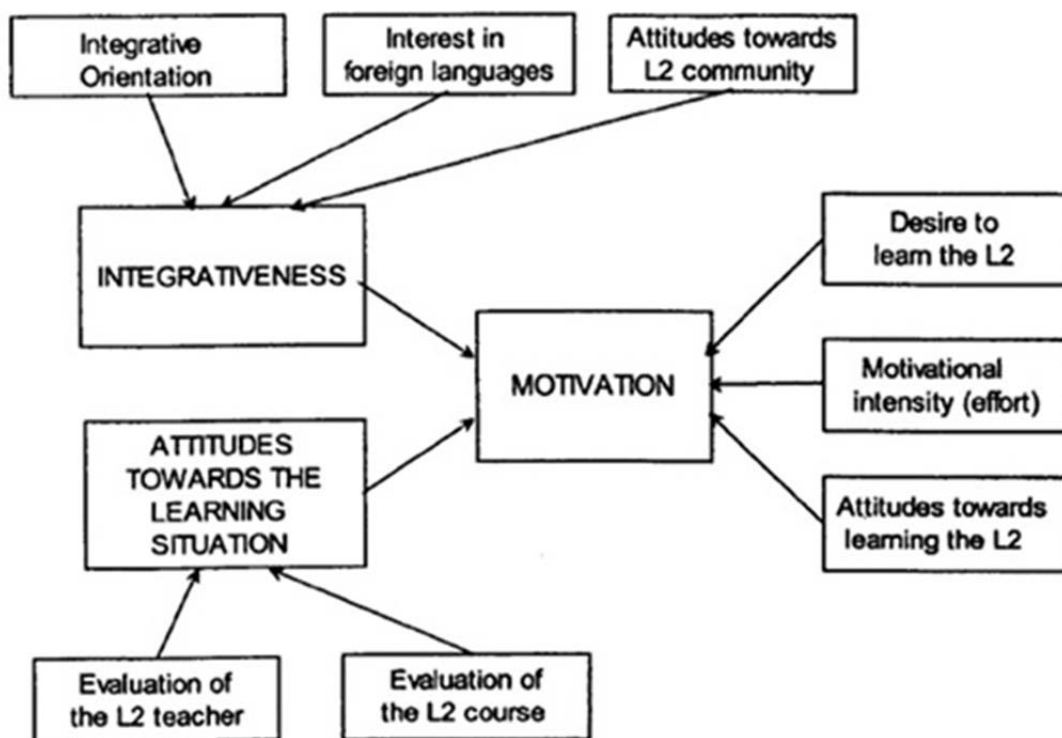 Integrative
Orientation
Interest in
foreign languages
Attitudes towards
L2 community
INTEGRATIVENESS
Desire to
learn the L2
MOTIVATION
Motivational
intensity (effort)
ATTITUDES
TOWARDS THE
LEARNING
SITUATION
Attitudes towards
learning the L2
Evaluation of
the L2 teacher
Evaluation of
the L2 course